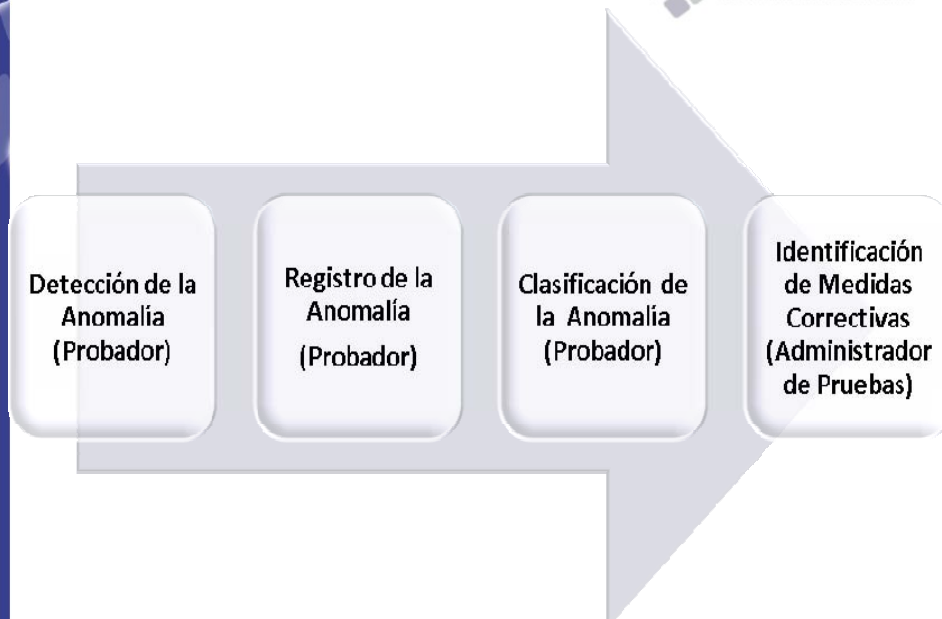 Detección de la
Anomalía
(Probador)
Registro de la
Anomalía
(Probador)
Clasificación de
la Anomalía
(Probador)
Identificación
de Medidas
Correctivas
(Administrador
de Pruebas)